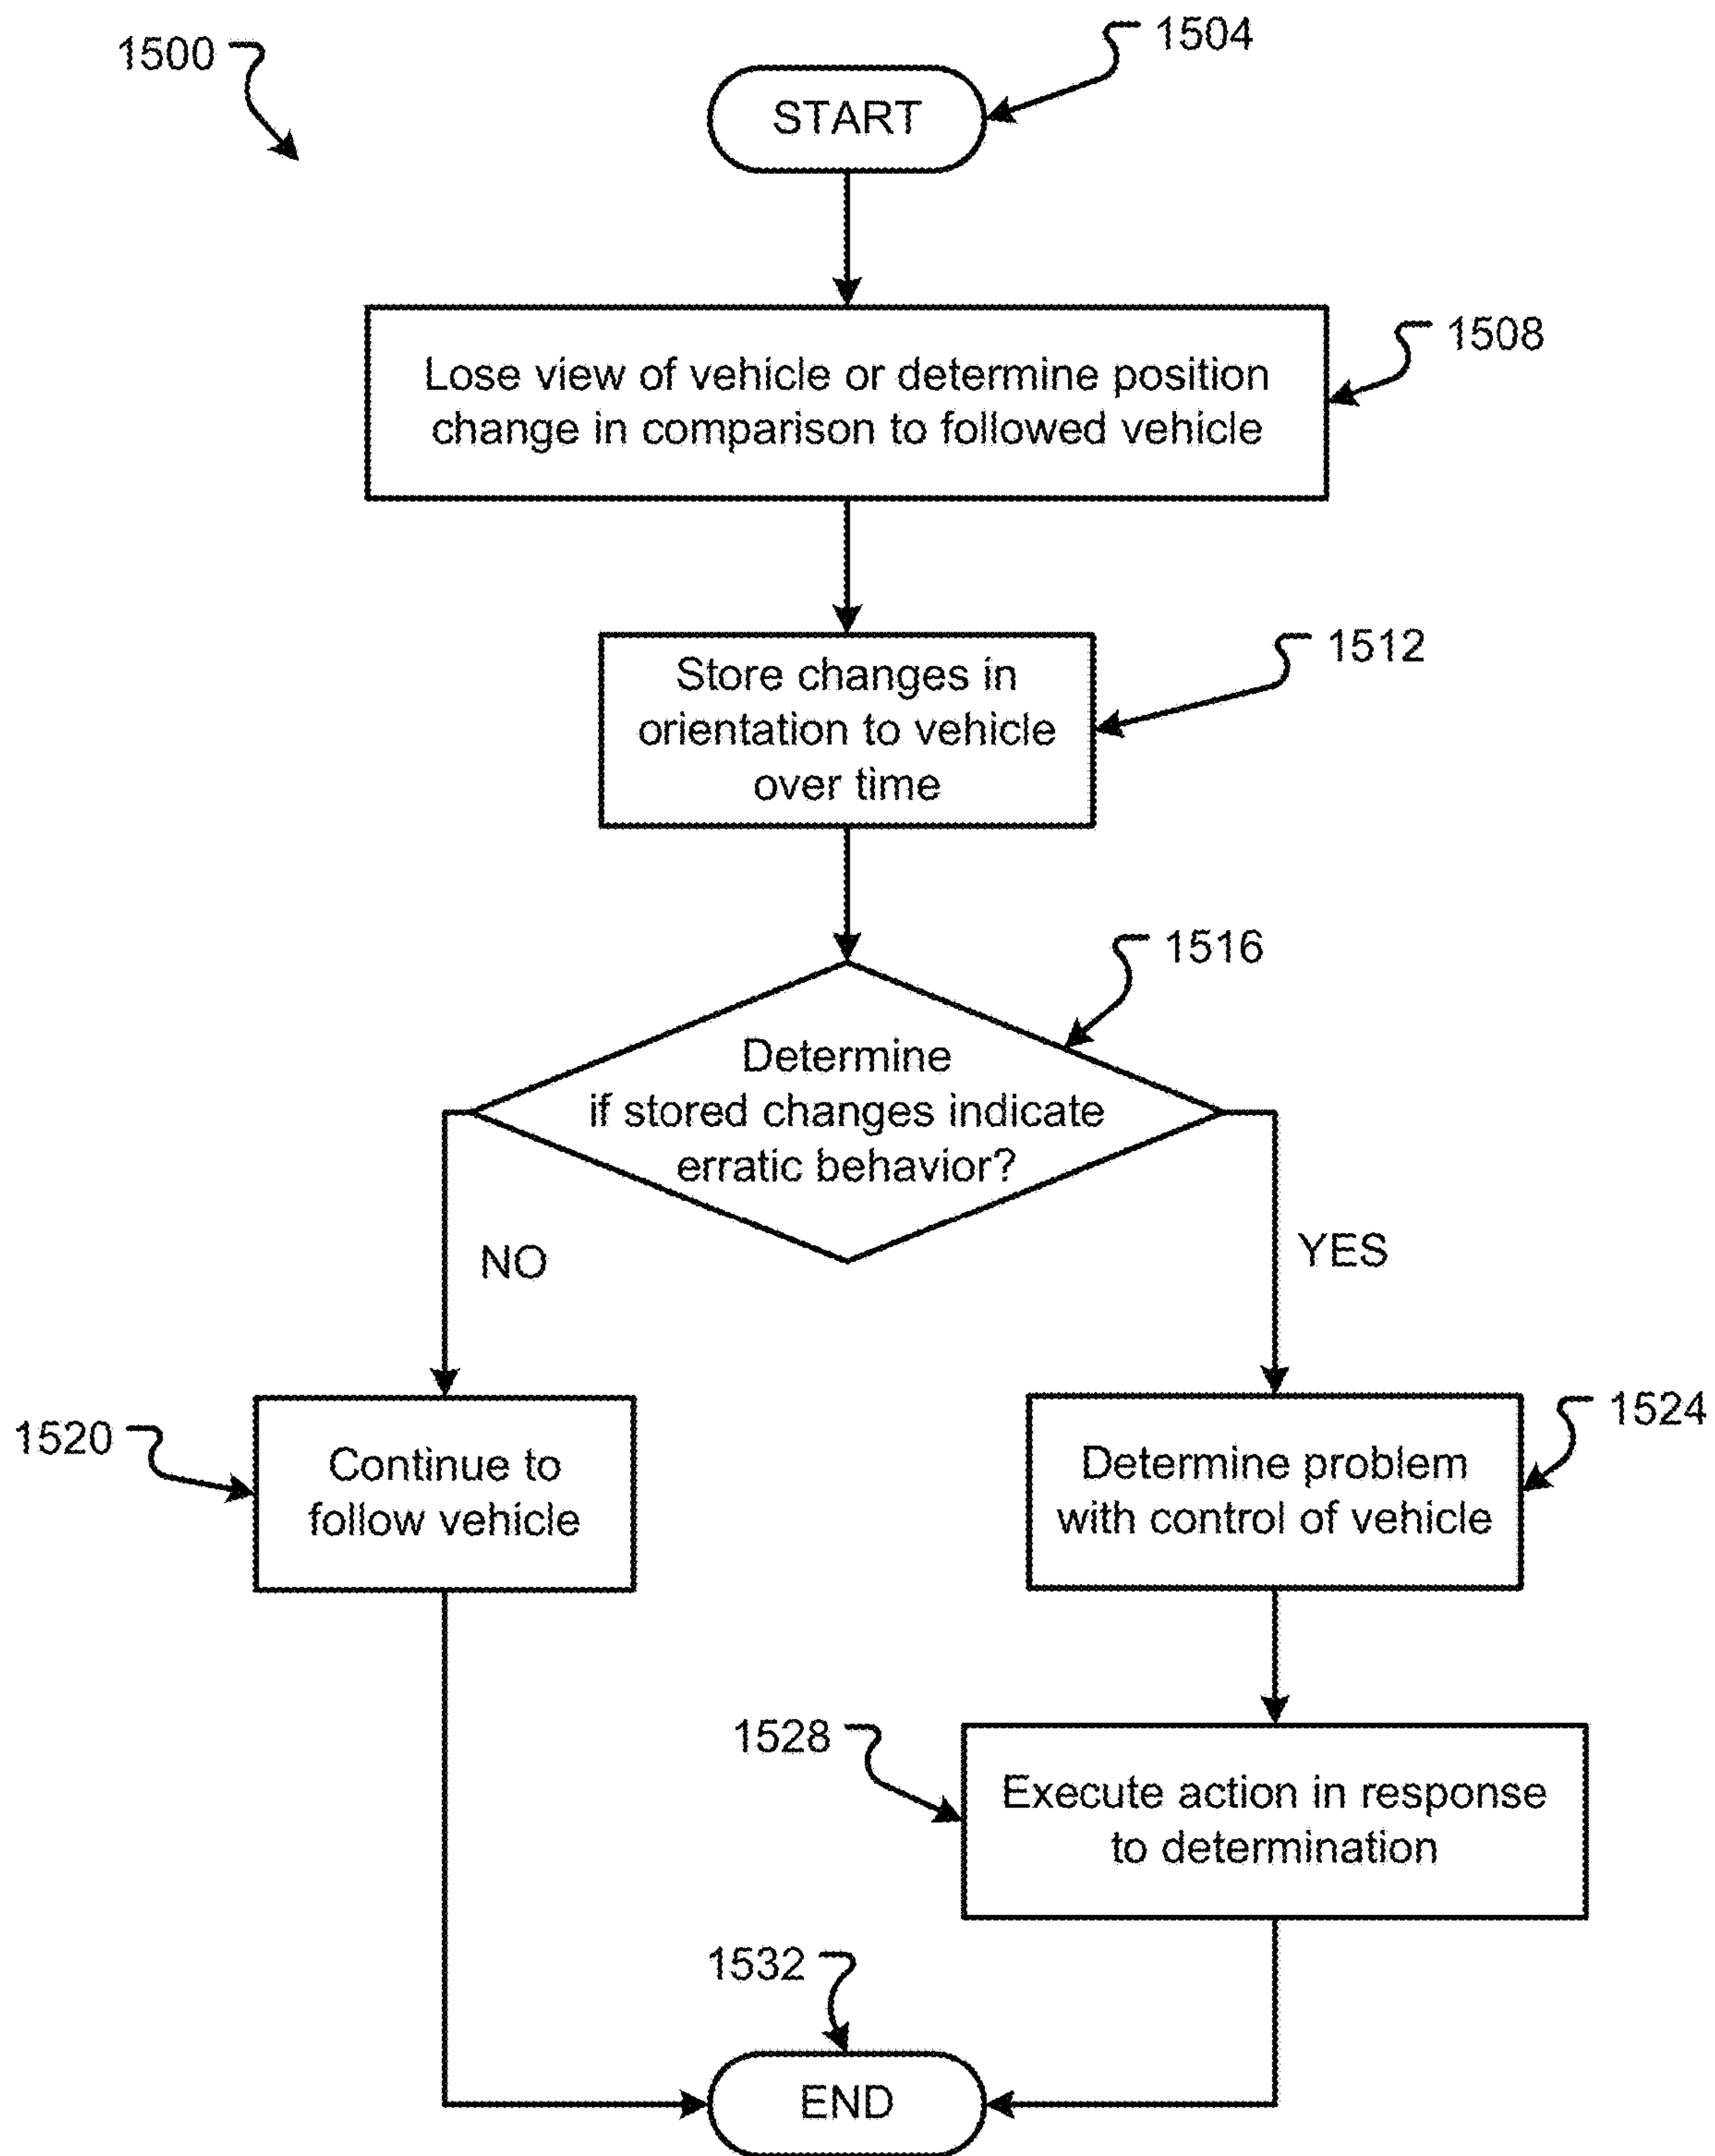 1500
1504
START
1508
Lose view of vehicle or determine position
change in comparison to followed vehicle
1512
Store changes in
orientation to vehicle
over time
1516
Determine
if stored changes indicate
erratic behavior?
NO
YES
1520
Continue to
follow vehicle
1524
Determine problem
with control of vehicle
1528
Execute action in response
to determination
1532
END